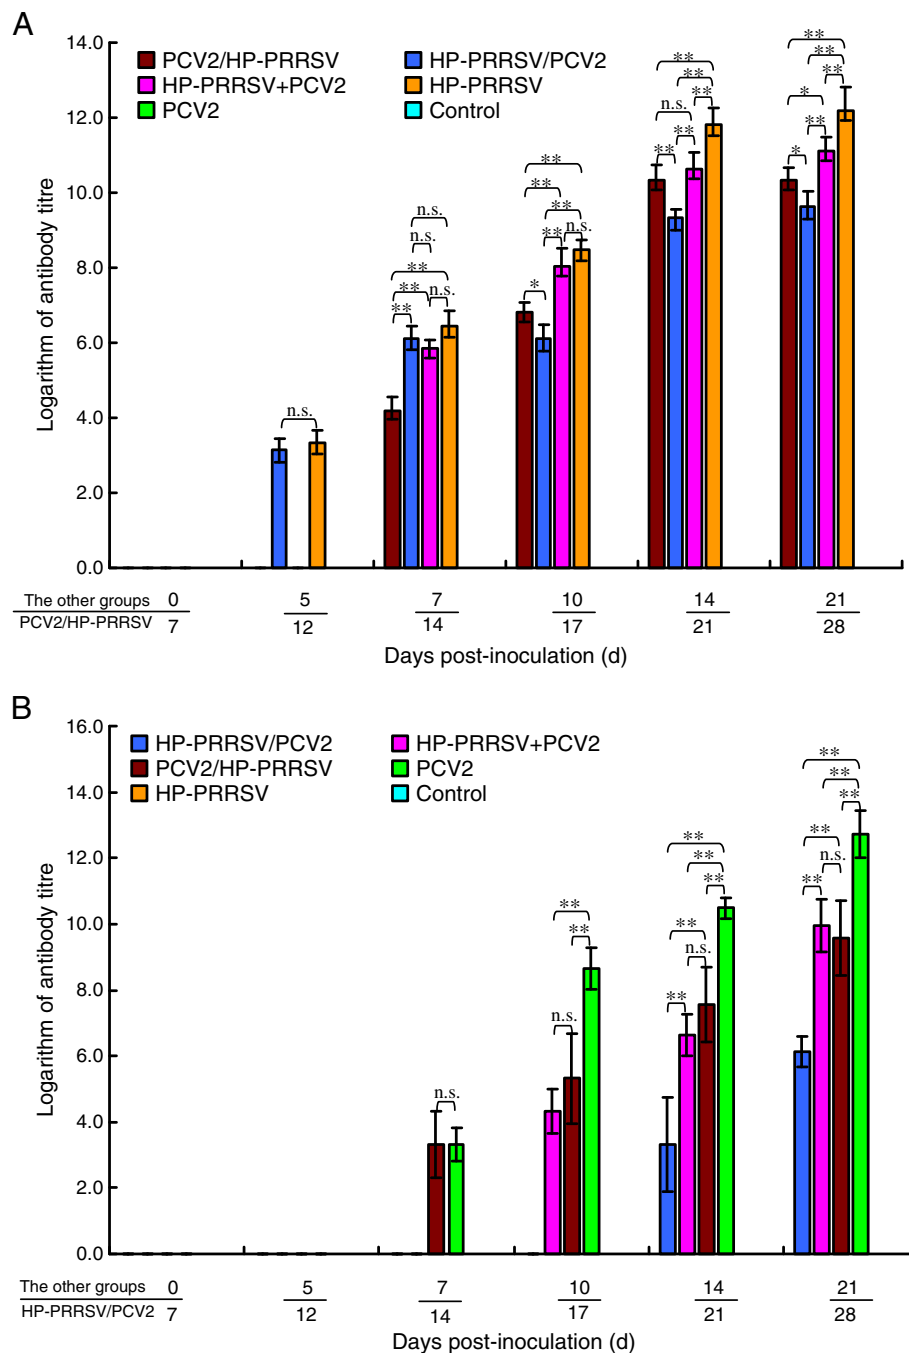 A
14.0
12.0
10.0
8.0
6.0
4.0
2.0
0.0
Logarithm of antibody titre
PCV2/HP-PRRSV
HP-PRRSV/PCV2
HP-PRRSV+PCV2
HP-PRRSV
PCV2
Control
n.s.
n.s.
n.s.
**
**
n.s.
**
**
**
**
**
n.s.
*
**
**
n.s.
**
**
**
**
**
**
*
**
**
*
The other groups 0 5 7 10 14 21
PCV2/HP-PRRSV 7 12 14 17 21 28
Days post-inoculation (d)
B
16.0
14.0
12.0
10.0
8.0
6.0
4.0
2.0
0.0
Logarithm of antibody titre
HP-PRRSV/PCV2
HP-PRRSV+PCV2
PCV2/HP-PRRSV
PCV2
HP-PRRSV
Control
n.s.
**
**
n.s.
**
**
**
**
n.s.
**
**
**
**
**
n.s.
**
The other groups 0 5 7 10 14 21
HP-PRRSV/PCV2 7 12 14 17 21 28
Days post-inoculation (d)